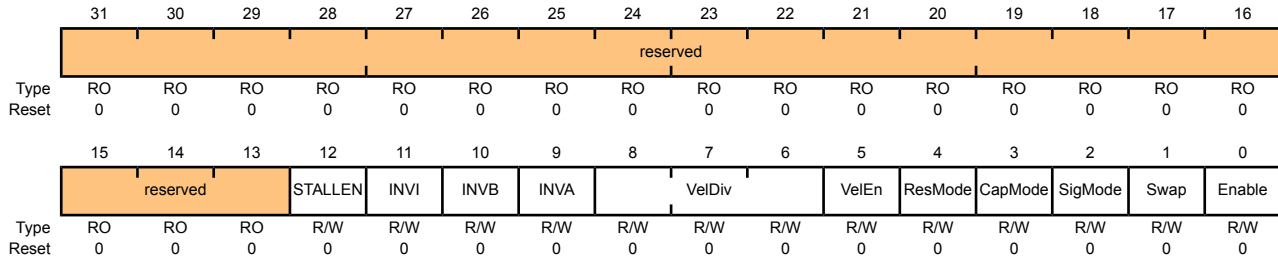 31 30 29 28 27 26 25 24 23 22 21 20 19 18 17 16
reserved
Type RO RO RO RO RO RO RO RO RO RO RO RO RO RO RO RO
Reset 0 0 0 0 0 0 0 0 0 0 0 0 0 0 0 0
15 14 13 12 11 10 9 8 7 6 5 4 3 2 1 0
reserved STALLEN INVI INVB INVA VelDiv VelEn ResMode CapMode SigMode Swap Enable
Type RO RO RO R/W R/W R/W R/W R/W R/W R/W R/W R/W R/W R/W R/W R/W
Reset 0 0 0 0 0 0 0 0 0 0 0 0 0 0 0 0